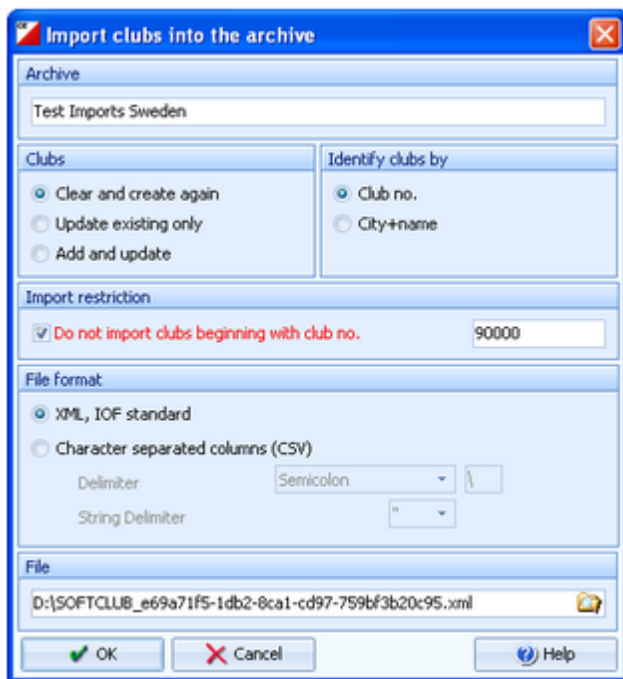 Import clubs into the archive
Archive
Test Imports Sweden
Clubs
Identify clubs by
Clear and create again
Club no.
Update existing only
City+name
Add and update
Import restriction
Do not import clubs beginning with club no. 90000
File format
XML, IOF standard
Character separated columns (CSV)
Delimiter Semicolon \
String Delimiter "
File
D:\SOFTCLUB_e69a71f5-1db2-8ca1-cd97-759bf3b20c95.xml
OK Cancel Help